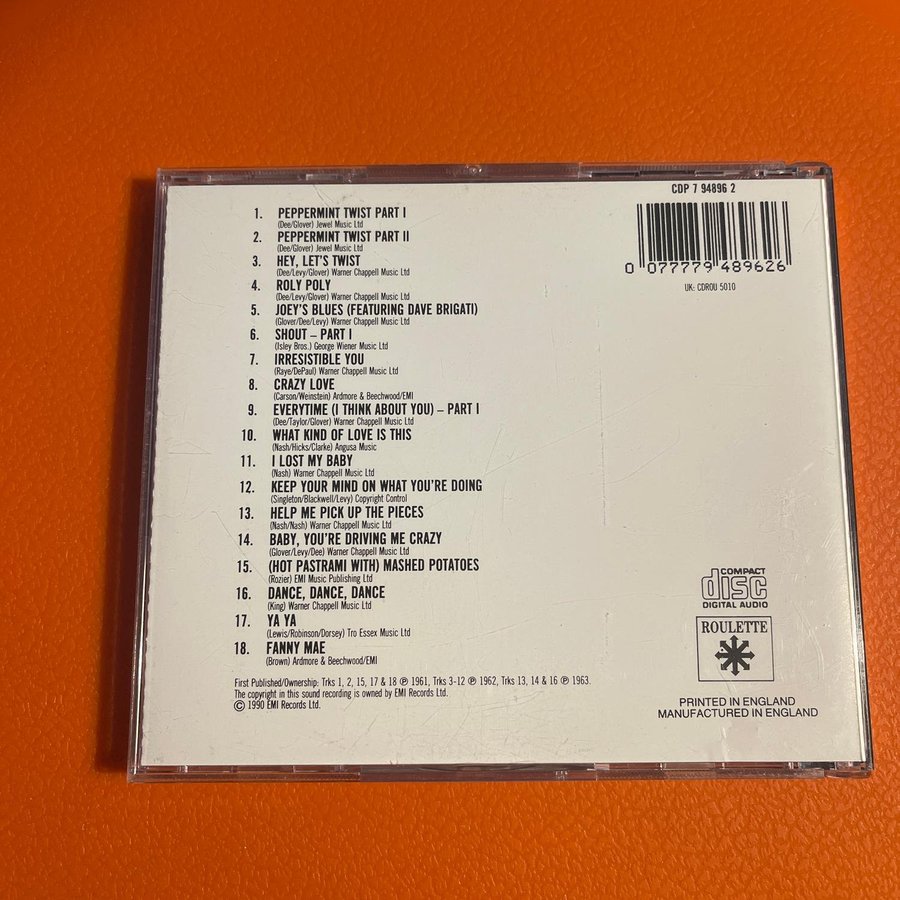 CDP 7 94896 2
0 077779 489626
UK: CDROU 5010
1. PEPPERMINT TWIST PART I
(Dee/Glover) Jewel Music Ltd
2. PEPPERMINT TWIST PART II
(Dee/Glover) Jewel Music Ltd
3. HEY, LET'S TWIST
(Dee/Levy/Glover) Warner Chappell Music Ltd
4. ROLY POLY
(Dee/Levy/Glover) Warner Chappell Music Ltd
5. JOEY'S BLUES (FEATURING DAVE BRIGATI)
(Glover/Dee/Levy) Warner Chappell Music Ltd
6. SHOUT – PART I
(Isley Bros.) George Wiener Music Ltd
7. IRRESISTIBLE YOU
(Raye/DePaul) Warner Chappell Music Ltd
8. CRAZY LOVE
(Carson/Weinstein) Ardmore & Beechwood/EMI
9. EVERYTIME (I THINK ABOUT YOU) – PART I
(Dee/Taylor/Glover) Warner Chappell Music Ltd
10. WHAT KIND OF LOVE IS THIS
(Nash/Hicks/Clarke) Angusa Music
11. I LOST MY BABY
(Nash) Warner Chappell Music Ltd
12. KEEP YOUR MIND ON WHAT YOU'RE DOING
(Singleton/Blackwell/Levy) Copyright Control
13. HELP ME PICK UP THE PIECES
(Nash/Nash) Warner Chappell Music Ltd
14. BABY, YOU'RE DRIVING ME CRAZY
(Glover/Levy/Dee) Warner Chappell Music Ltd
15. (HOT PASTRAMI WITH) MASHED POTATOES
(Rozier) EMI Music Publishing Ltd
16. DANCE, DANCE, DANCE
(King) Warner Chappell Music Ltd
17. YA YA
(Lewis/Robinson/Dorsey) Tro Essex Music Ltd
18. FANNY MAE
(Brown) Ardmore & Beechwood/EMI
First Published/Ownership: Trks 1, 2, 15, 17 & 18 ℗ 1961, Trks 3-12 ℗ 1962, Trks 13, 14 & 16 ℗ 1963.
The copyright in this sound recording is owned by EMI Records Ltd.
© 1990 EMI Records Ltd.
COMPACT
disc
DIGITAL AUDIO
ROULETTE
PRINTED IN ENGLAND
MANUFACTURED IN ENGLAND